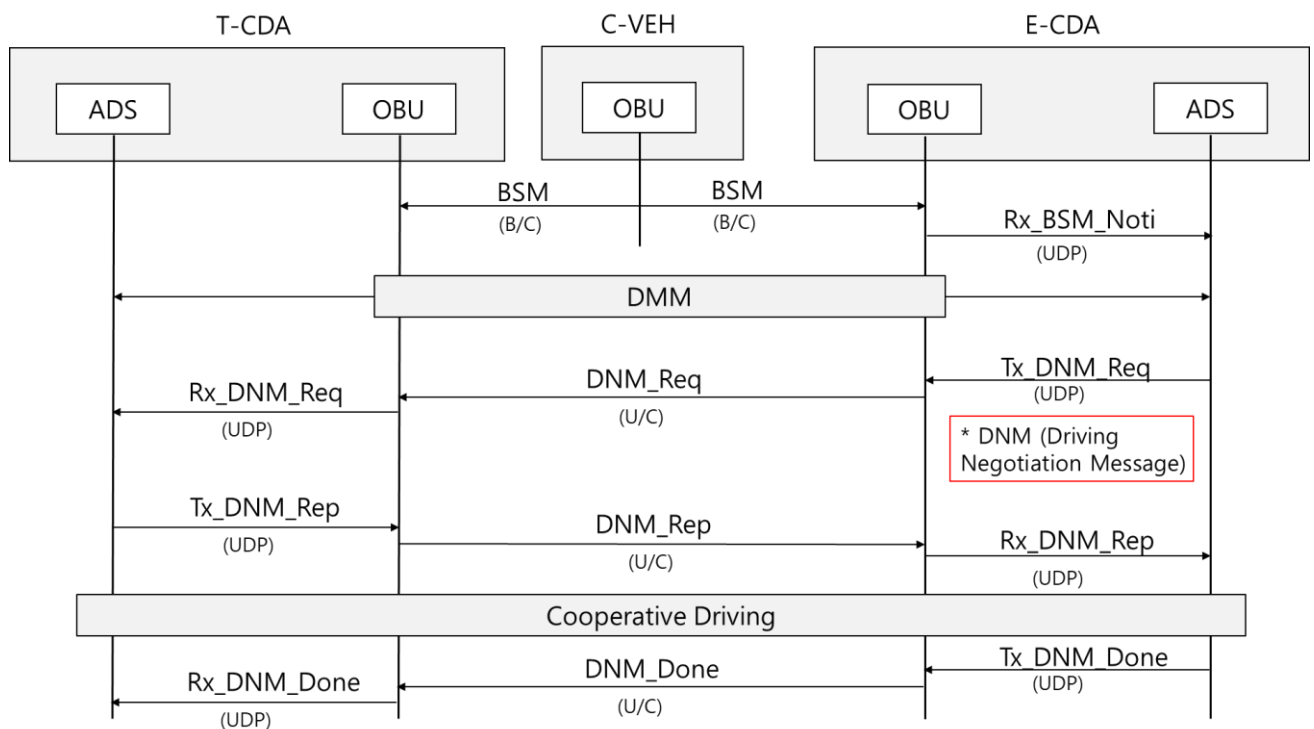 T-CDA
C-VEH
E-CDA
ADS
OBU
OBU
OBU
ADS
BSM
BSM
(B/C)
(B/C)
Rx_BSM_Noti
(UDP)
DMM
Tx_DNM_Req
(UDP)
DNM_Req
(U/C)
Rx_DNM_Req
(UDP)
* DNM (Driving
Negotiation Message)
Tx_DNM_Rep
(UDP)
DNM_Rep
(U/C)
Rx_DNM_Rep
(UDP)
Cooperative Driving
Tx_DNM_Done
(UDP)
DNM_Done
(U/C)
Rx_DNM_Done
(UDP)